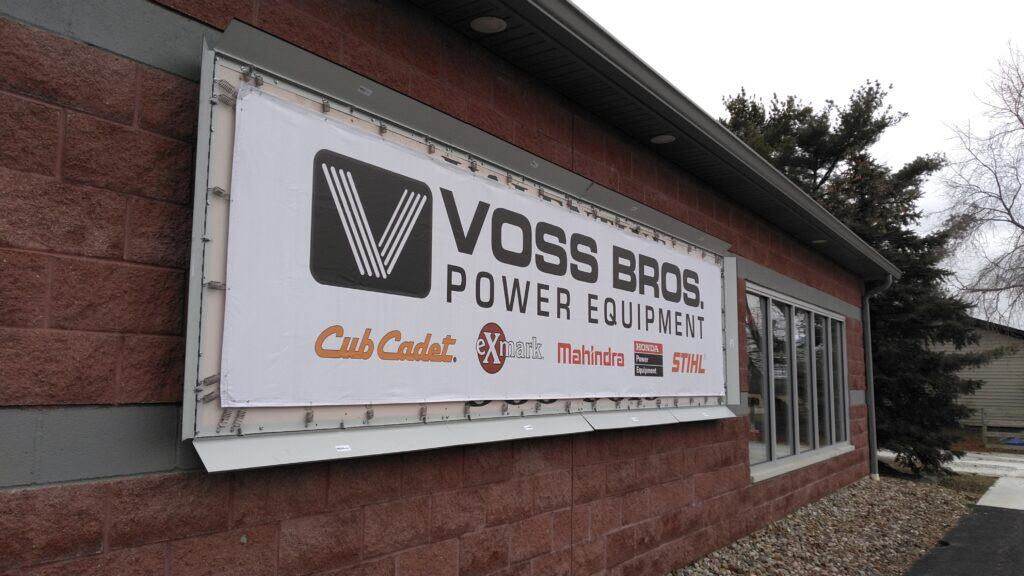 V
VOSS BROS.
POWER EQUIPMENT
Cub Cadet.
eXmark
Mahindra
HONDA
Power
Equipment
STIHL®